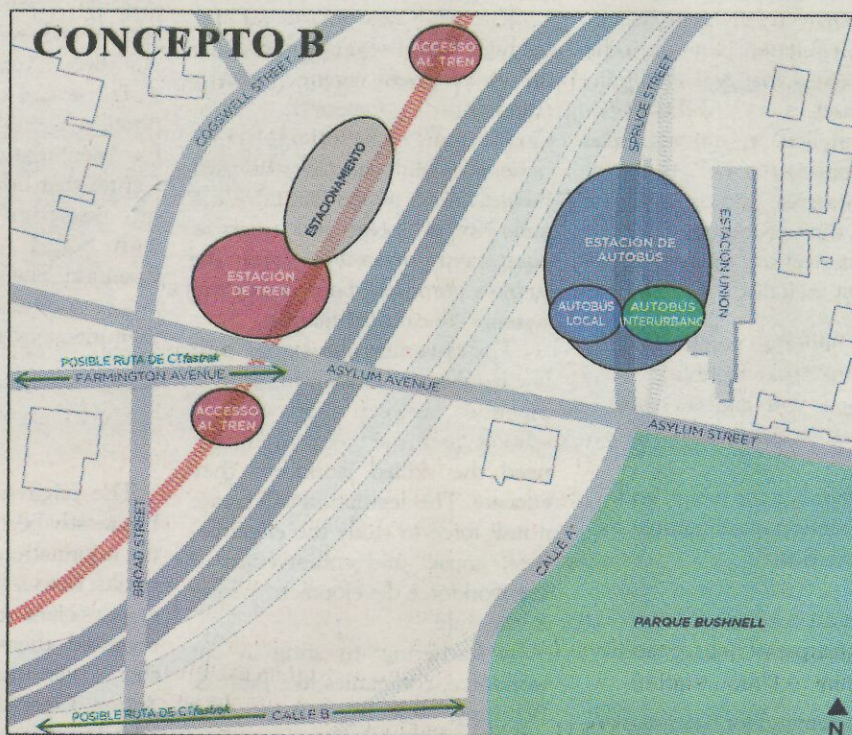 CONCEPTO B
ACCESSO
AL TREN
COGSWELL STREET
SPRUCE STREET
ESTACIONAMIENTO
ESTACIÓN
DE TREN
ESTACIÓN DE
AUTOBÚS
AUTOBÚS
LOCAL
AUTOBÚS
INTERURBANO
ESTACIÓN UNION
POSIBLE RUTA DE CTfastrak
FARMINGTON AVENUE
ASYLUM AVENUE
ACCESSO
AL TREN
ASYLUM STREET
BROAD STREET
CALLE A
PARQUE BUSHNELL
POSIBLE RUTA DE CTfastrak
CALLE B
N